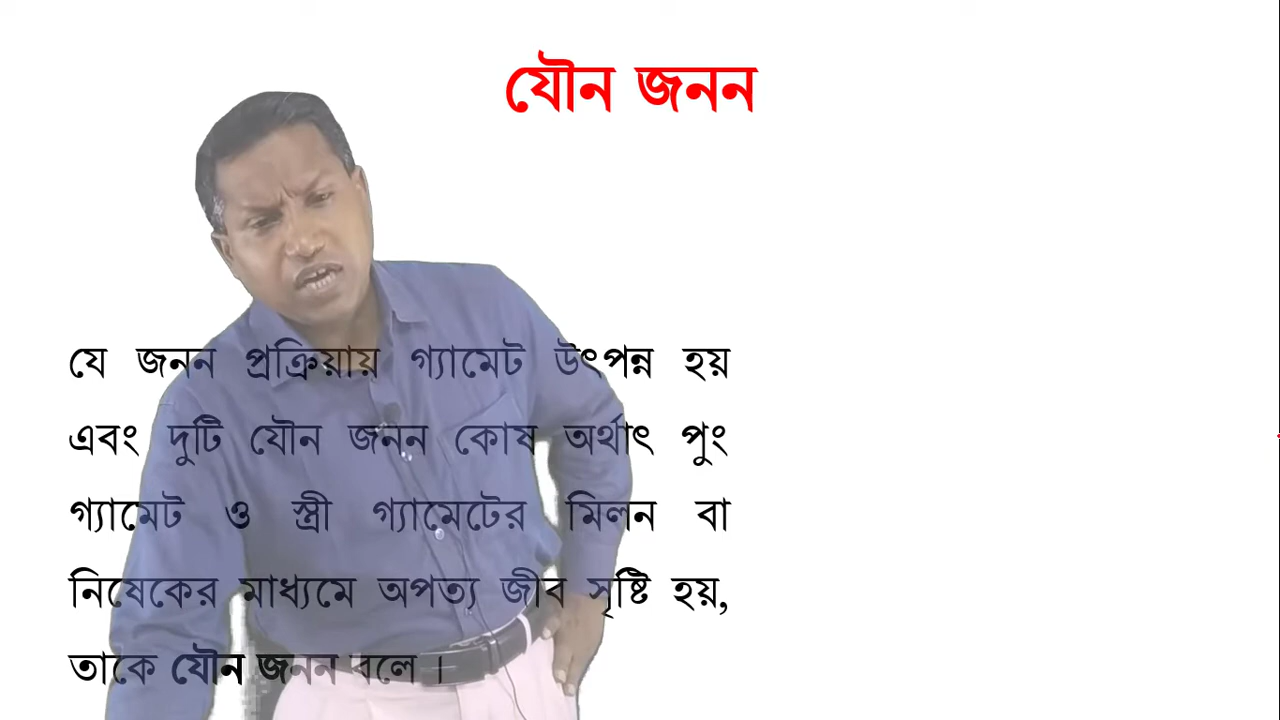 যৌন জনন
যে জনন প্রক্রিয়ায় গ্যামেট উৎপন্ন হয়
এবং দুটি যৌন জনন কোষ অর্থাৎ পুং
গ্যামেট ও স্ত্রী গ্যামেটের মিলন বা
নিষেকের মাধ্যমে অপত্য জীব সৃষ্টি হয়,
তাকে যৌন জনন বলে ।